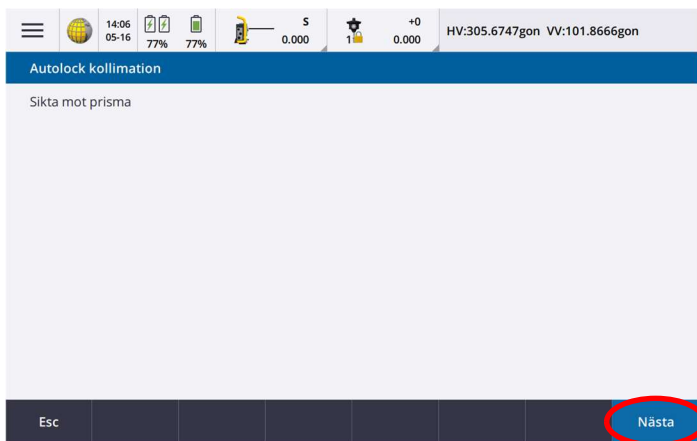 14:06
05-16
77%
77%
S
0.000
1
+0
0.000
HV:305.6747gon VV:101.8666gon
Autolock kollimation
Sikta mot prisma
Esc
Nästa